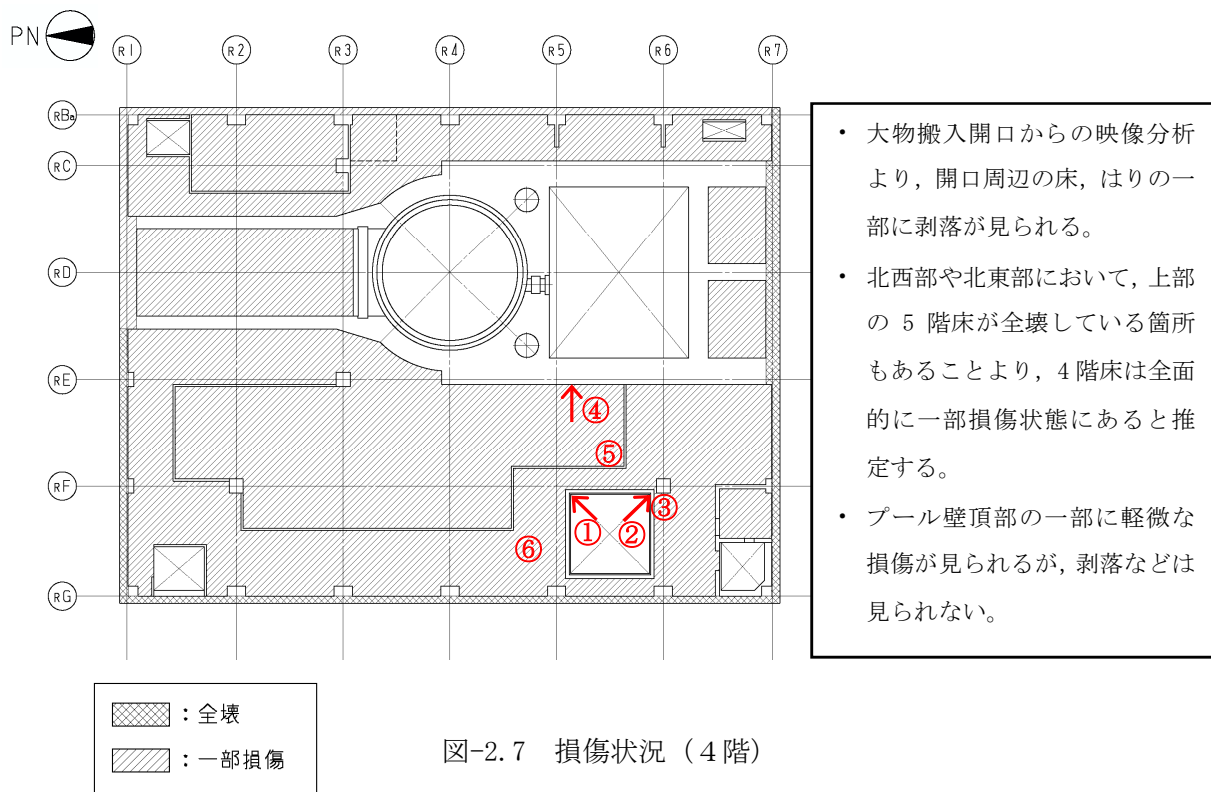 PN
R1 R2 R3 R4 R5 R6 R7
RBa
RC
RD
RE
RF
RG
④
⑤
③
①
②
⑥
・ 大物搬入開口からの映像分析
より，開口周辺の床，はりの一
部に剥落が見られる。
・ 北西部や北東部において，上部
の 5 階床が全壊している箇所
もあることより，4 階床は全面
的に一部損傷状態にあると推
定する。
・ プール壁頂部の一部に軽微な
損傷が見られるが，剥落などは
見られない。
：全壊
：一部損傷
図-2.7 損傷状況（４階）